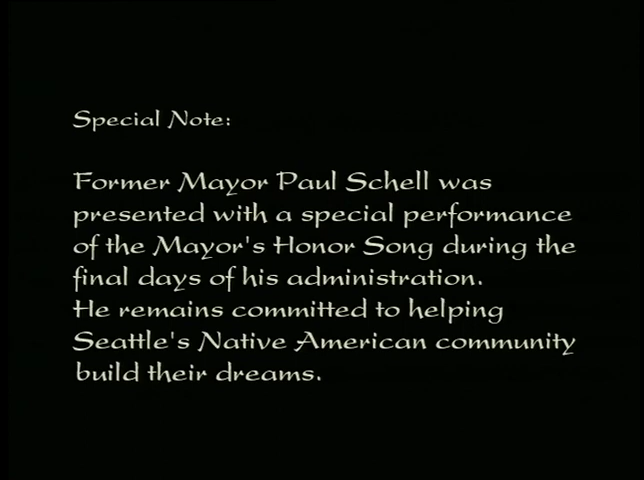 Special Note:
Former Mayor Paul Schell was
presented with a special performance
of the Mayor's Honor Song during the
final days of his administration.
He remains committed to helping
Seattle's Native American community
build their dreams.